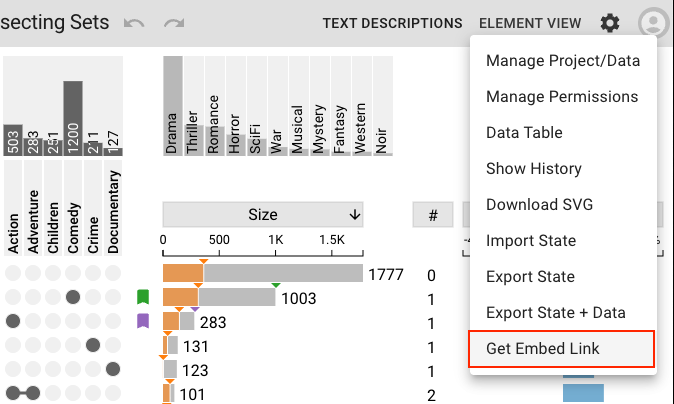 secting Sets
TEXT DESCRIPTIONS
ELEMENT VIEW
Manage Project/Data
Manage Permissions
Data Table
Show History
Download SVG
Import State
Export State
Export State + Data
Get Embed Link
503
283
251
1200
211
127
Action
Adventure
Children
Comedy
Crime
Documentary
Drama
Thriller
Romance
Horror
SciFi
War
Musical
Mystery
Fantasy
Western
Noir
Size
#
0 500 1K 1.5K
-4
%
1777 0
1003 1
283 1
131 1
123 1
101 2